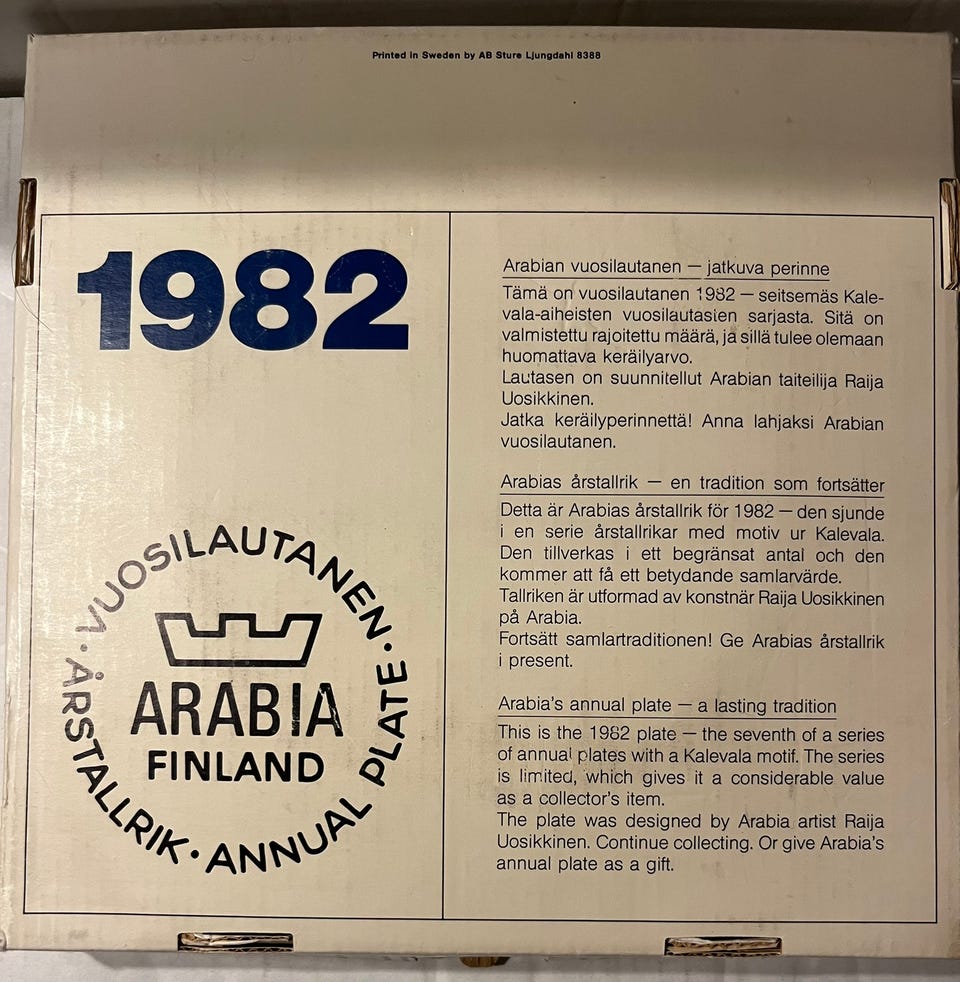 Printed in Sweden by AB Sture Ljungdahl 8388
1982
VUOSILAUTANEN · ANNUAL PLATE · ÅRSTALLRIK ·
ARABIA
FINLAND
Arabian vuosilautanen — jatkuva perinne
Tämä on vuosilautanen 1982 — seitsemäs Kale-
vala-aiheisten vuosilautasien sarjasta. Sitä on
valmistettu rajoitettu määrä, ja sillä tulee olemaan
huomattava keräilyarvo.
Lautasen on suunnitellut Arabian taiteilija Raija
Uosikkinen.
Jatka keräilyperinnettä! Anna lahjaksi Arabian
vuosilautanen.
Arabias årstallrik — en tradition som fortsätter
Detta är Arabias årstallrik för 1982 — den sjunde
i en serie årstallrikar med motiv ur Kalevala.
Den tillverkas i ett begränsat antal och den
kommer att få ett betydande samlarvärde.
Tallriken är utformad av konstnär Raija Uosikkinen
på Arabia.
Fortsätt samlartraditionen! Ge Arabias årstallrik
i present.
Arabia's annual plate — a lasting tradition
This is the 1982 plate — the seventh of a series
of annual plates with a Kalevala motif. The series
is limited, which gives it a considerable value
as a collector's item.
The plate was designed by Arabia artist Raija
Uosikkinen. Continue collecting. Or give Arabia's
annual plate as a gift.